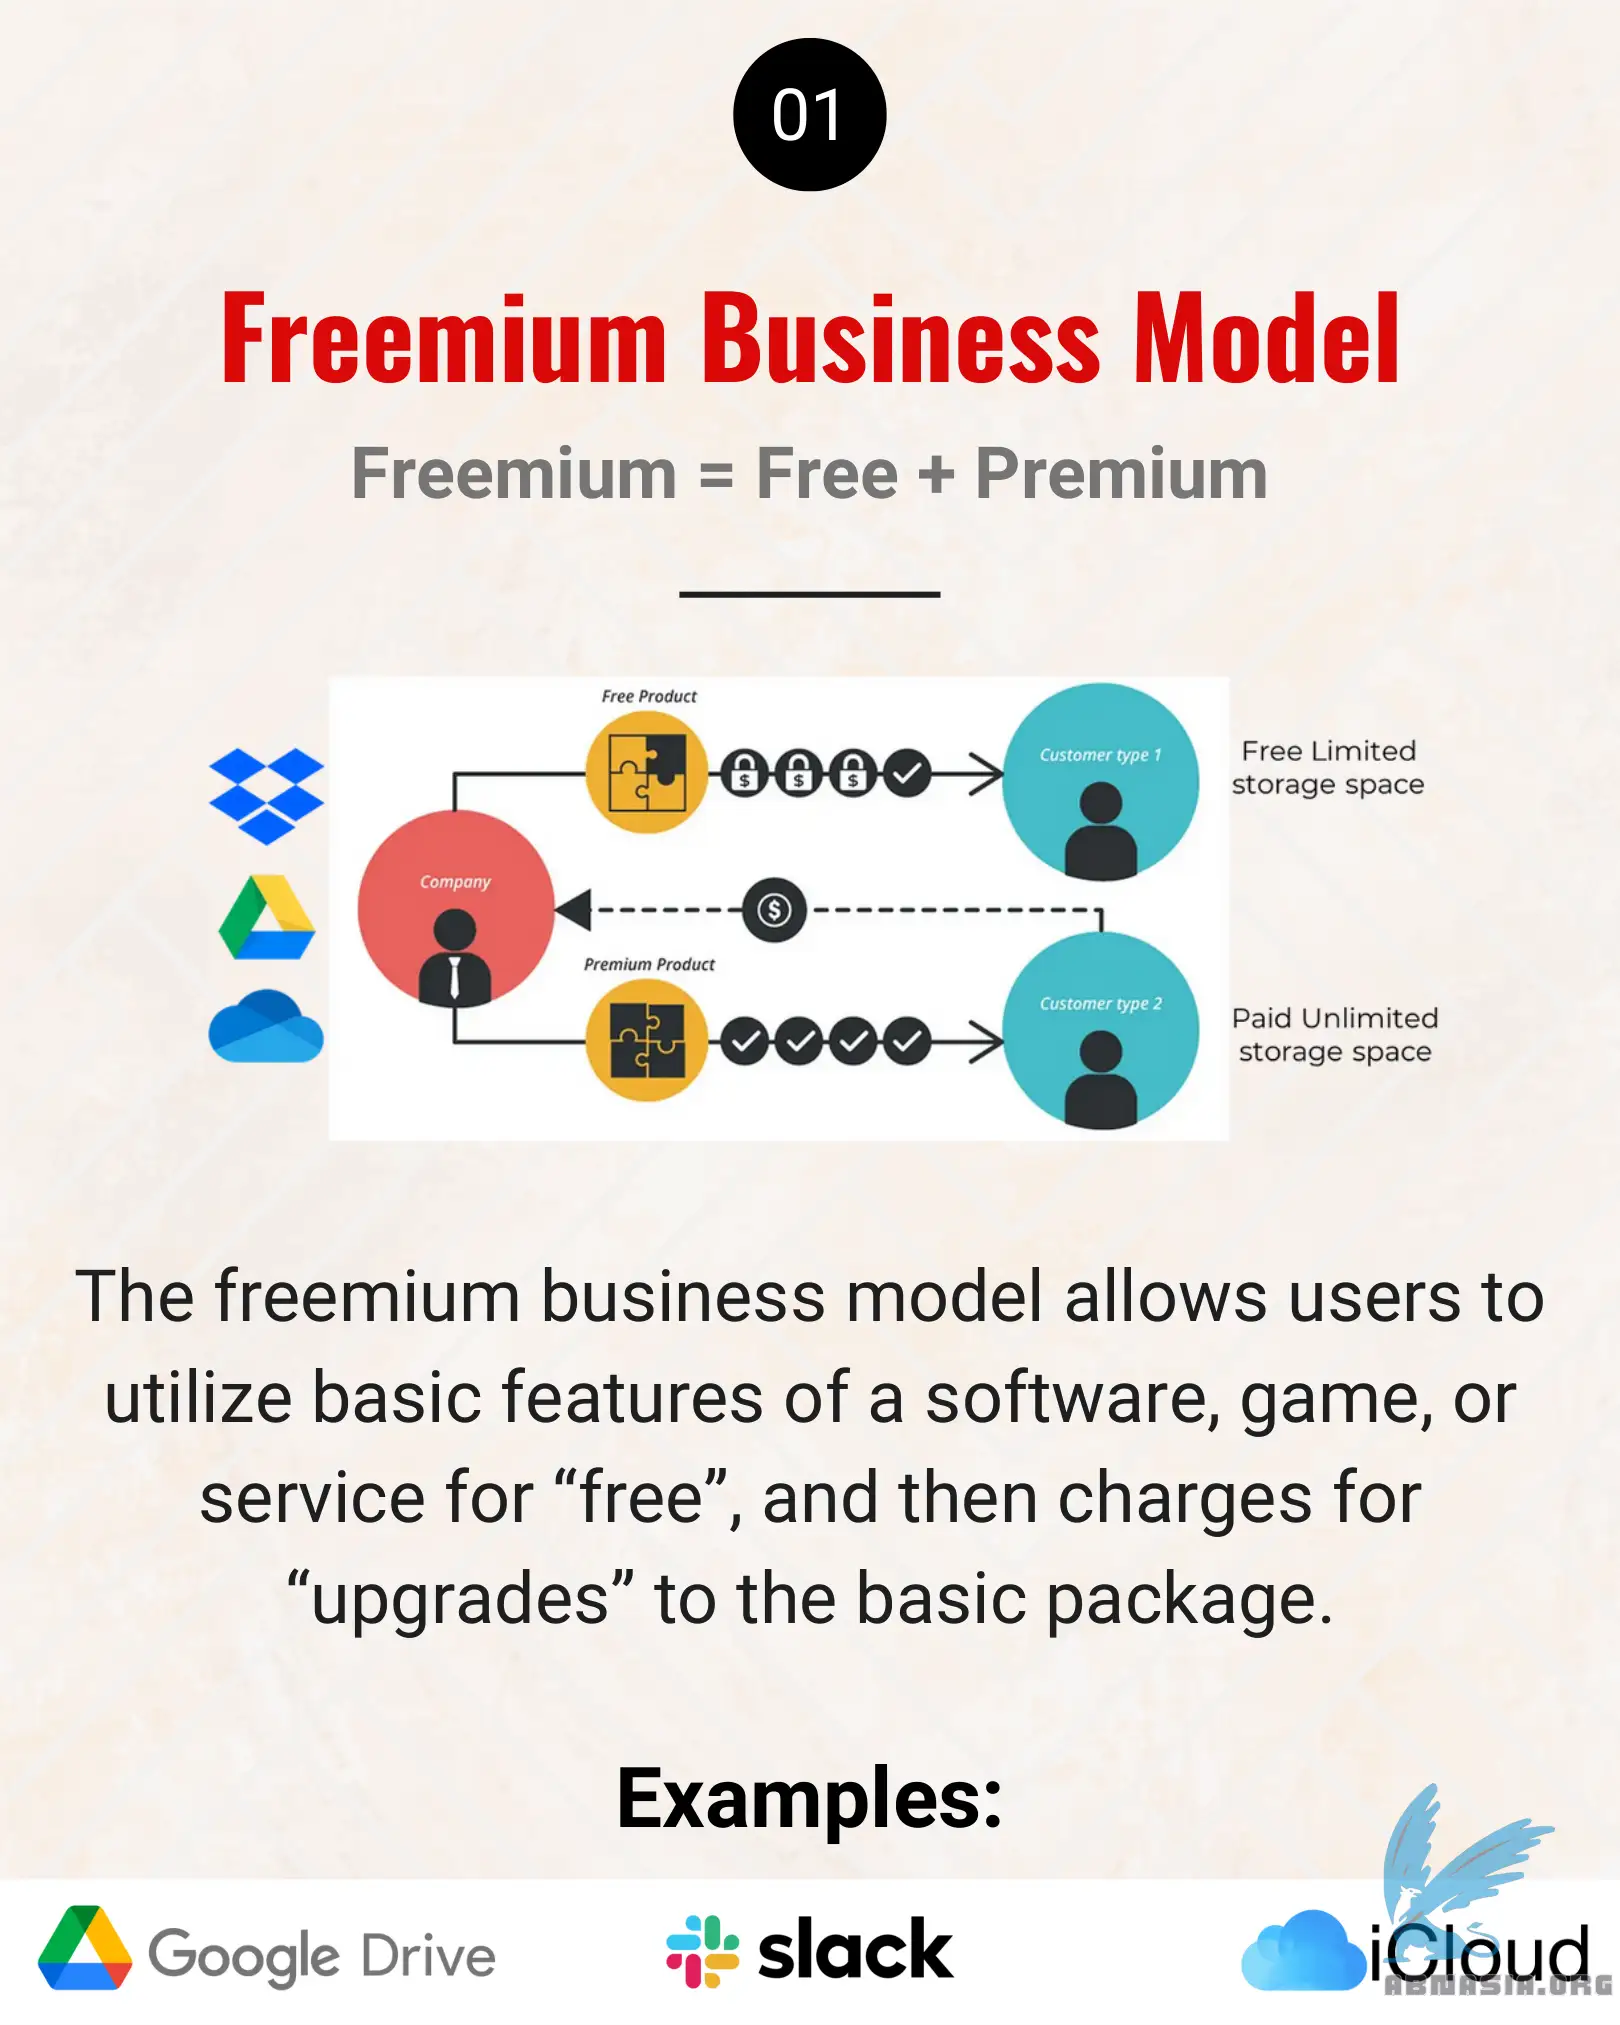 01
Freemium Business Model
Freemium = Free + Premium
Free Product
Customer type 1
Free Limited
storage space
Company
$ $ $
$
Premium Product
Customer type 2
Paid Unlimited
storage space
The freemium business model allows users to
utilize basic features of a software, game, or
service for “free”, and then charges for
“upgrades” to the basic package.
Examples:
Google Drive
slack
iCloud
ABNASIA.ORG